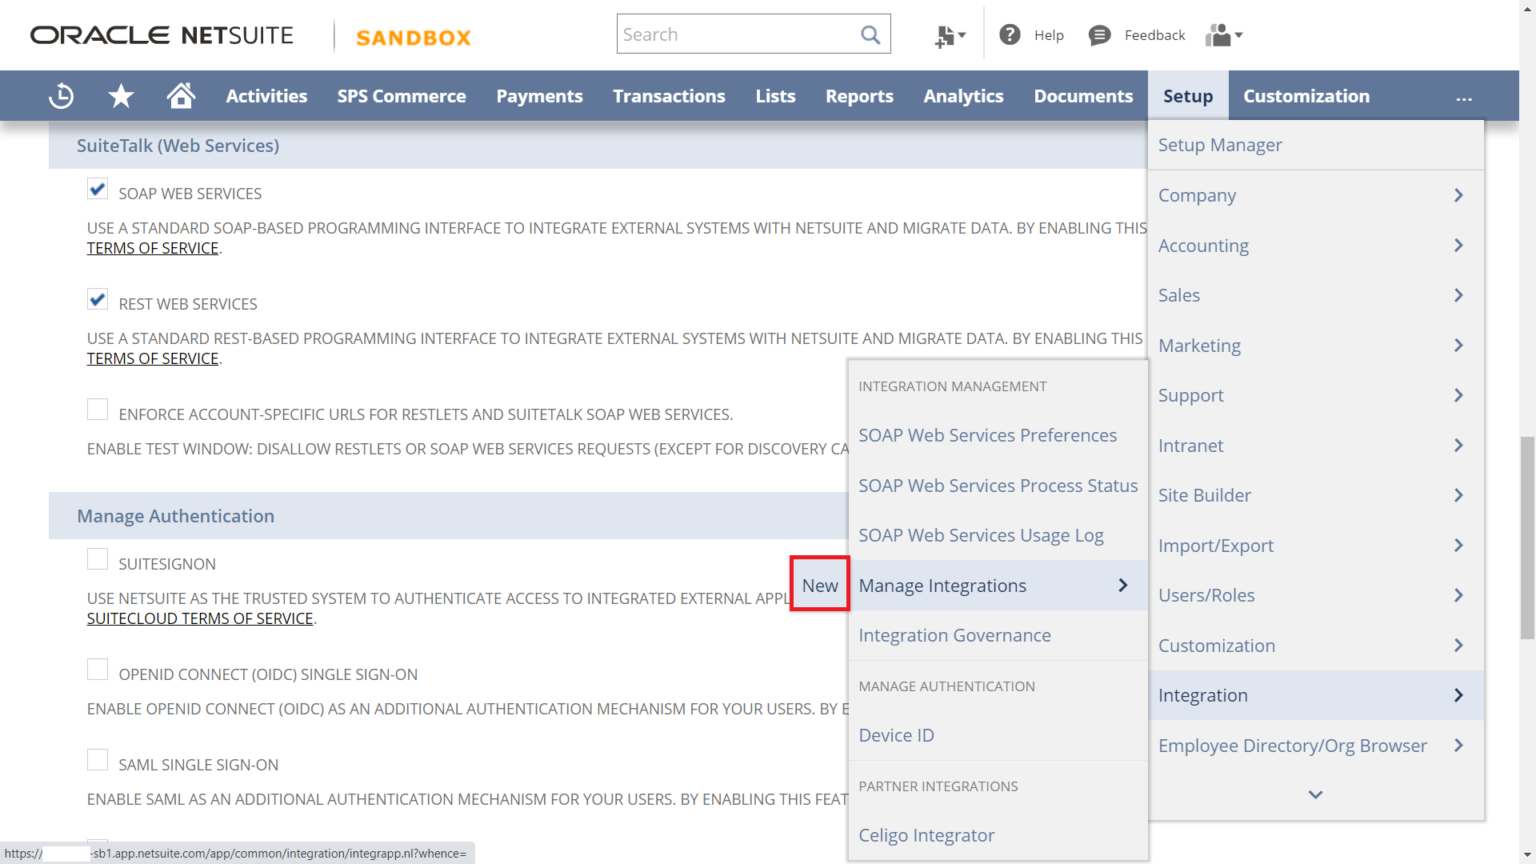 ORACLE NETSUITE
SANDBOX
Search
Help
Feedback
Activities
SPS Commerce
Payments
Transactions
Lists
Reports
Analytics
Documents
Setup
Customization
...
SuiteTalk (Web Services)
SOAP WEB SERVICES
USE A STANDARD SOAP-BASED PROGRAMMING INTERFACE TO INTEGRATE EXTERNAL SYSTEMS WITH NETSUITE AND MIGRATE DATA. BY ENABLING THIS
TERMS OF SERVICE.
REST WEB SERVICES
USE A STANDARD REST-BASED PROGRAMMING INTERFACE TO INTEGRATE EXTERNAL SYSTEMS WITH NETSUITE AND MIGRATE DATA. BY ENABLING THIS
TERMS OF SERVICE.
ENFORCE ACCOUNT-SPECIFIC URLS FOR RESTLETS AND SUITETALK SOAP WEB SERVICES.
ENABLE TEST WINDOW: DISALLOW RESTLETS OR SOAP WEB SERVICES REQUESTS (EXCEPT FOR DISCOVERY CA
Manage Authentication
SUITESIGNON
USE NETSUITE AS THE TRUSTED SYSTEM TO AUTHENTICATE ACCESS TO INTEGRATED EXTERNAL APPL
SUITECLOUD TERMS OF SERVICE.
OPENID CONNECT (OIDC) SINGLE SIGN-ON
ENABLE OPENID CONNECT (OIDC) AS AN ADDITIONAL AUTHENTICATION MECHANISM FOR YOUR USERS. BY E
SAML SINGLE SIGN-ON
ENABLE SAML AS AN ADDITIONAL AUTHENTICATION MECHANISM FOR YOUR USERS. BY ENABLING THIS FEAT
New
INTEGRATION MANAGEMENT
SOAP Web Services Preferences
SOAP Web Services Process Status
SOAP Web Services Usage Log
Manage Integrations
Integration Governance
MANAGE AUTHENTICATION
Device ID
PARTNER INTEGRATIONS
Celigo Integrator
Setup Manager
Company
Accounting
Sales
Marketing
Support
Intranet
Site Builder
Import/Export
Users/Roles
Customization
Integration
Employee Directory/Org Browser
https:// -sb1.app.netsuite.com/app/common/integration/integrapp.nl?whence=